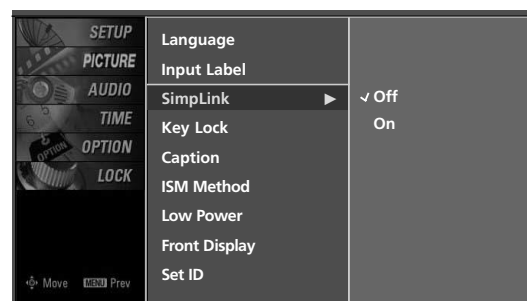 SETUP
PICTURE
AUDIO
TIME
OPTION
LOCK
Move MENU Prev
Language
Input Label
SimpLink ►
Key Lock
Caption
ISM Method
Low Power
Front Display
Set ID
✓ Off
On